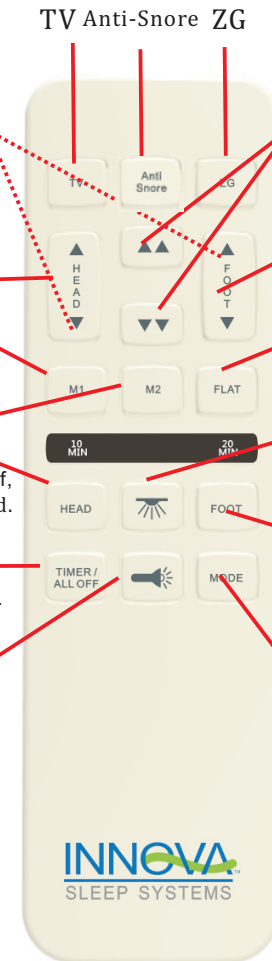 TV Anti-Snore ZG
TV
Anti
Snore
ZG
HEAD
FOOT
M1
M2
FLAT
10
MIN
20
MIN
f,
HEAD
FOOT
d.
TIMER /
ALL OFF
MODE
.
INNOVA™
SLEEP SYSTEMS